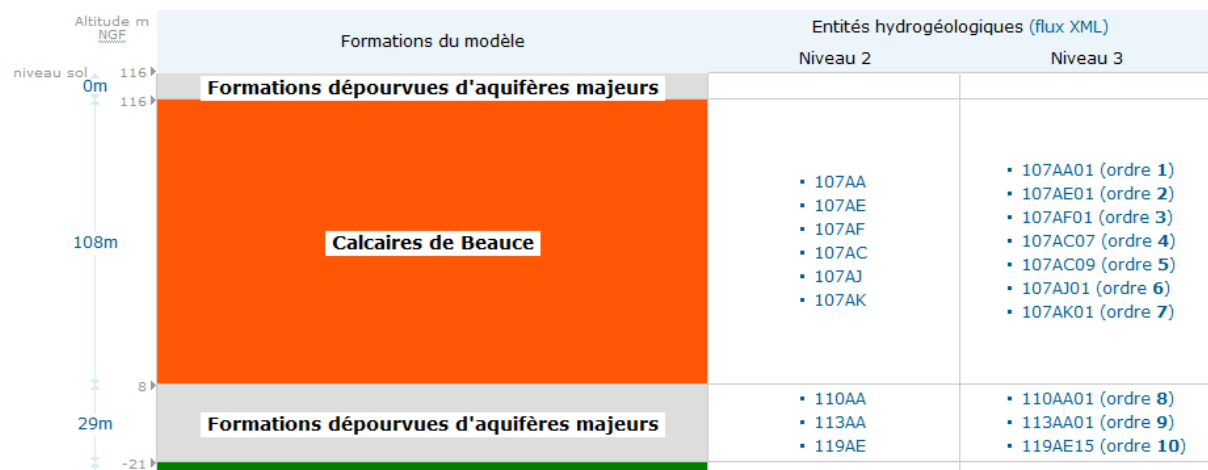 Altitude m
NGF
Formations du modèle
Entités hydrogéologiques (flux XML)
Niveau 2
Niveau 3
niveau sol
116
0m
Formations dépourvues d'aquifères majeurs
116
108m
Calcaires de Beauce
107AA
107AE
107AF
107AC
107AJ
107AK
107AA01 (ordre 1)
107AE01 (ordre 2)
107AF01 (ordre 3)
107AC07 (ordre 4)
107AC09 (ordre 5)
107AJ01 (ordre 6)
107AK01 (ordre 7)
8
29m
Formations dépourvues d'aquifères majeurs
110AA
113AA
119AE
110AA01 (ordre 8)
113AA01 (ordre 9)
119AE15 (ordre 10)
-21